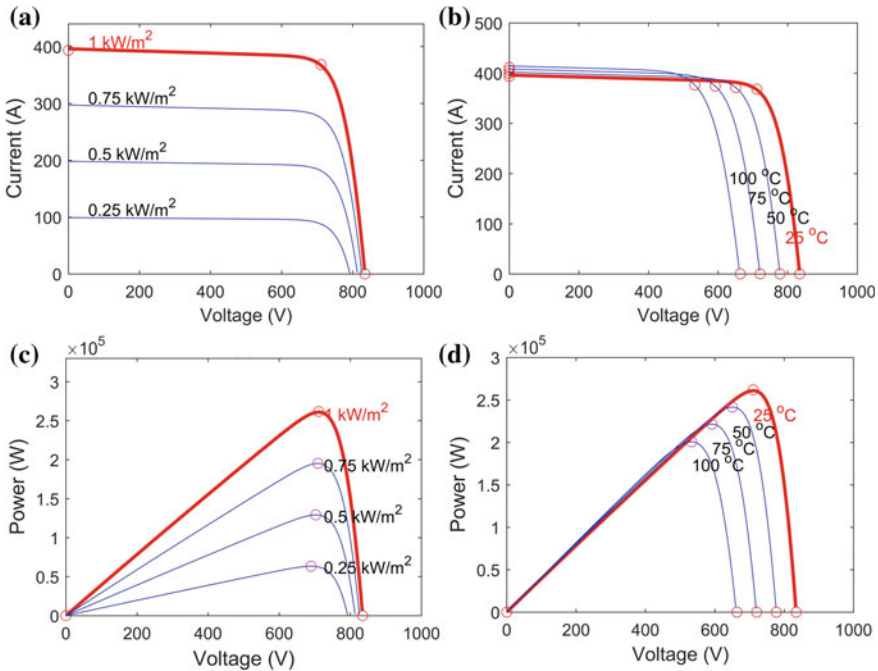 (a)
1 kW/m²
0.75 kW/m²
0.5 kW/m²
0.25 kW/m²
400
300
200
100
0
0 200 400 600 800 1000
Current (A)
Voltage (V)
(b)
500
400
300
200
100
0
100 °C
75 °C
50 °C
25 °C
0 200 400 600 800 1000
Current (A)
Voltage (V)
(c)
×10⁵
3
2.5
2
1.5
1
0.5
0
1 kW/m²
0.75 kW/m²
0.5 kW/m²
0.25 kW/m²
0 200 400 600 800 1000
Power (W)
Voltage (V)
(d)
×10⁵
3
2.5
2
1.5
1
0.5
0
25 °C
50 °C
75 °C
100 °C
0 200 400 600 800 1000
Power (W)
Voltage (V)